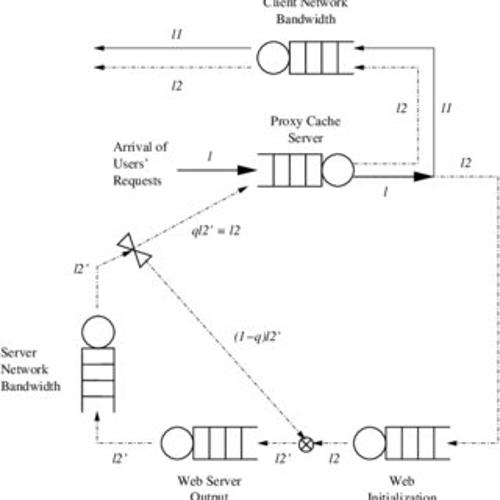 Client Network
Bandwidth
l1
l2
l2
l1
Proxy Cache
Server
Arrival of
Users'
Requests
l
l2
l
ql2' = l2
l2'
(1-q)l2'
Server
Network
Bandwidth
l2'
l2'
l2
Web Server
Output
Web
Initialization